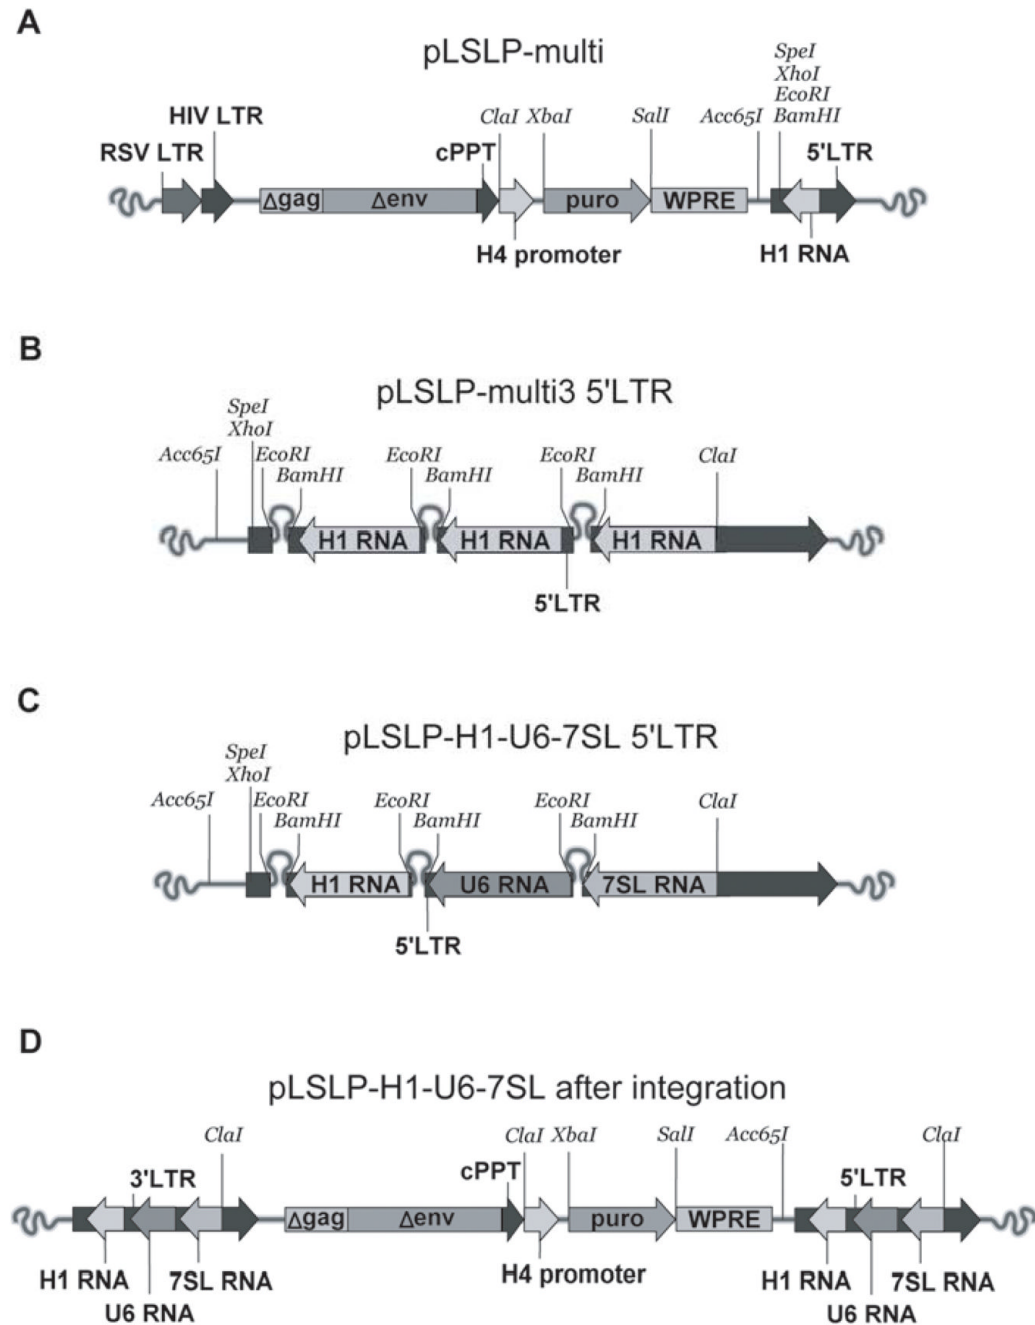 A
pLSLP-multi
SpeI
XhoI
EcoRI
BamHI
HIV LTR
ClaI XbaI SalI Acc65I
RSV LTR cPPT 5'LTR
Δgag Δenv puro WPRE
H4 promoter H1 RNA
B
pLSLP-multi3 5'LTR
SpeI
XhoI
Acc65I EcoRI EcoRI EcoRI ClaI
BamHI BamHI BamHI
H1 RNA H1 RNA H1 RNA
5'LTR
C
pLSLP-H1-U6-7SL 5'LTR
SpeI
XhoI
Acc65I EcoRI EcoRI EcoRI ClaI
BamHI BamHI BamHI
H1 RNA U6 RNA 7SL RNA
5'LTR
D
pLSLP-H1-U6-7SL after integration
ClaI ClaI XbaI SalI Acc65I ClaI
3'LTR cPPT 5'LTR
Δgag Δenv puro WPRE
H1 RNA 7SL RNA H4 promoter H1 RNA 7SL RNA
U6 RNA U6 RNA